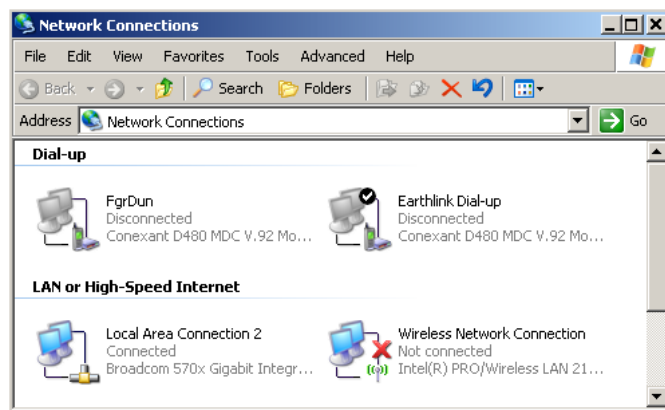 Network Connections
File Edit View Favorites Tools Advanced Help
Back Search Folders
Address Network Connections Go
Dial-up
FgrDun Earthlink Dial-up
Disconnected Disconnected
Conexant D480 MDC V.92 Mo... Conexant D480 MDC V.92 Mo...
LAN or High-Speed Internet
Local Area Connection 2 Wireless Network Connection
Connected Not connected
Broadcom 570x Gigabit Integr... Intel(R) PRO/Wireless LAN 21...